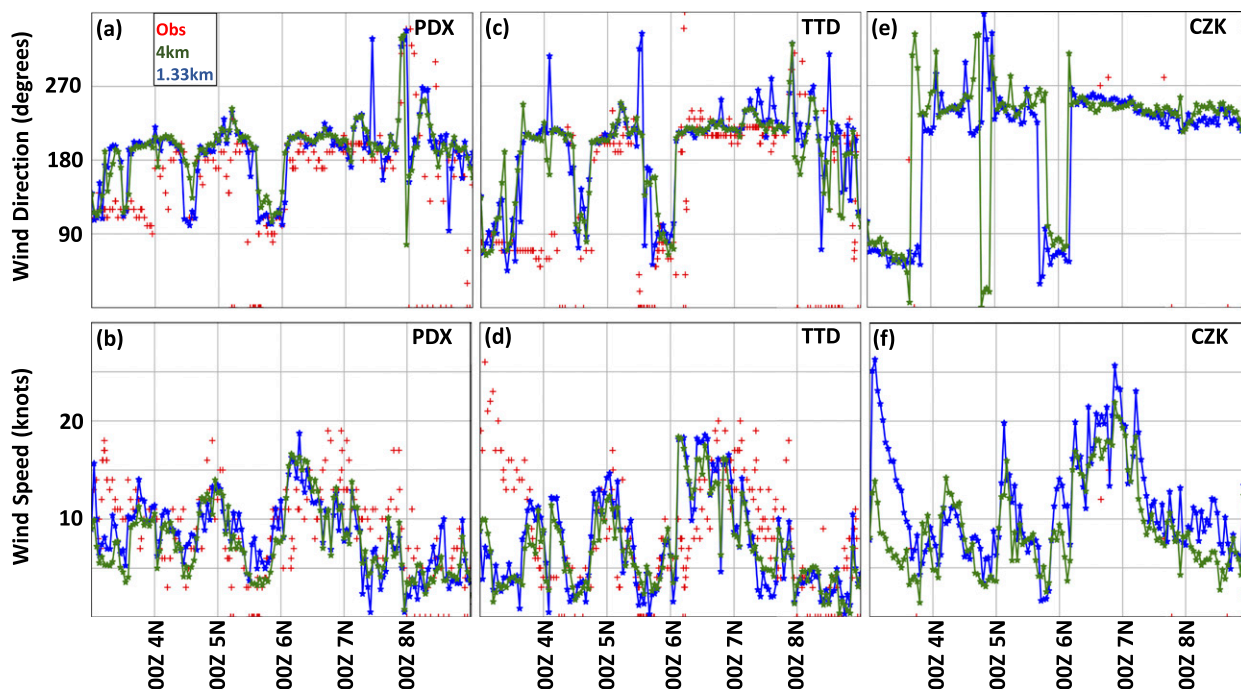 (a) PDX
Obs
4km
1.33km
(c) TTD
(e) CZK
Wind Direction (degrees)
270
180
90
(b) PDX
(d) TTD
(f) CZK
Wind Speed (knots)
20
10
00Z 4N
00Z 5N
00Z 6N
00Z 7N
00Z 8N
00Z 4N
00Z 5N
00Z 6N
00Z 7N
00Z 8N
00Z 4N
00Z 5N
00Z 6N
00Z 7N
00Z 8N